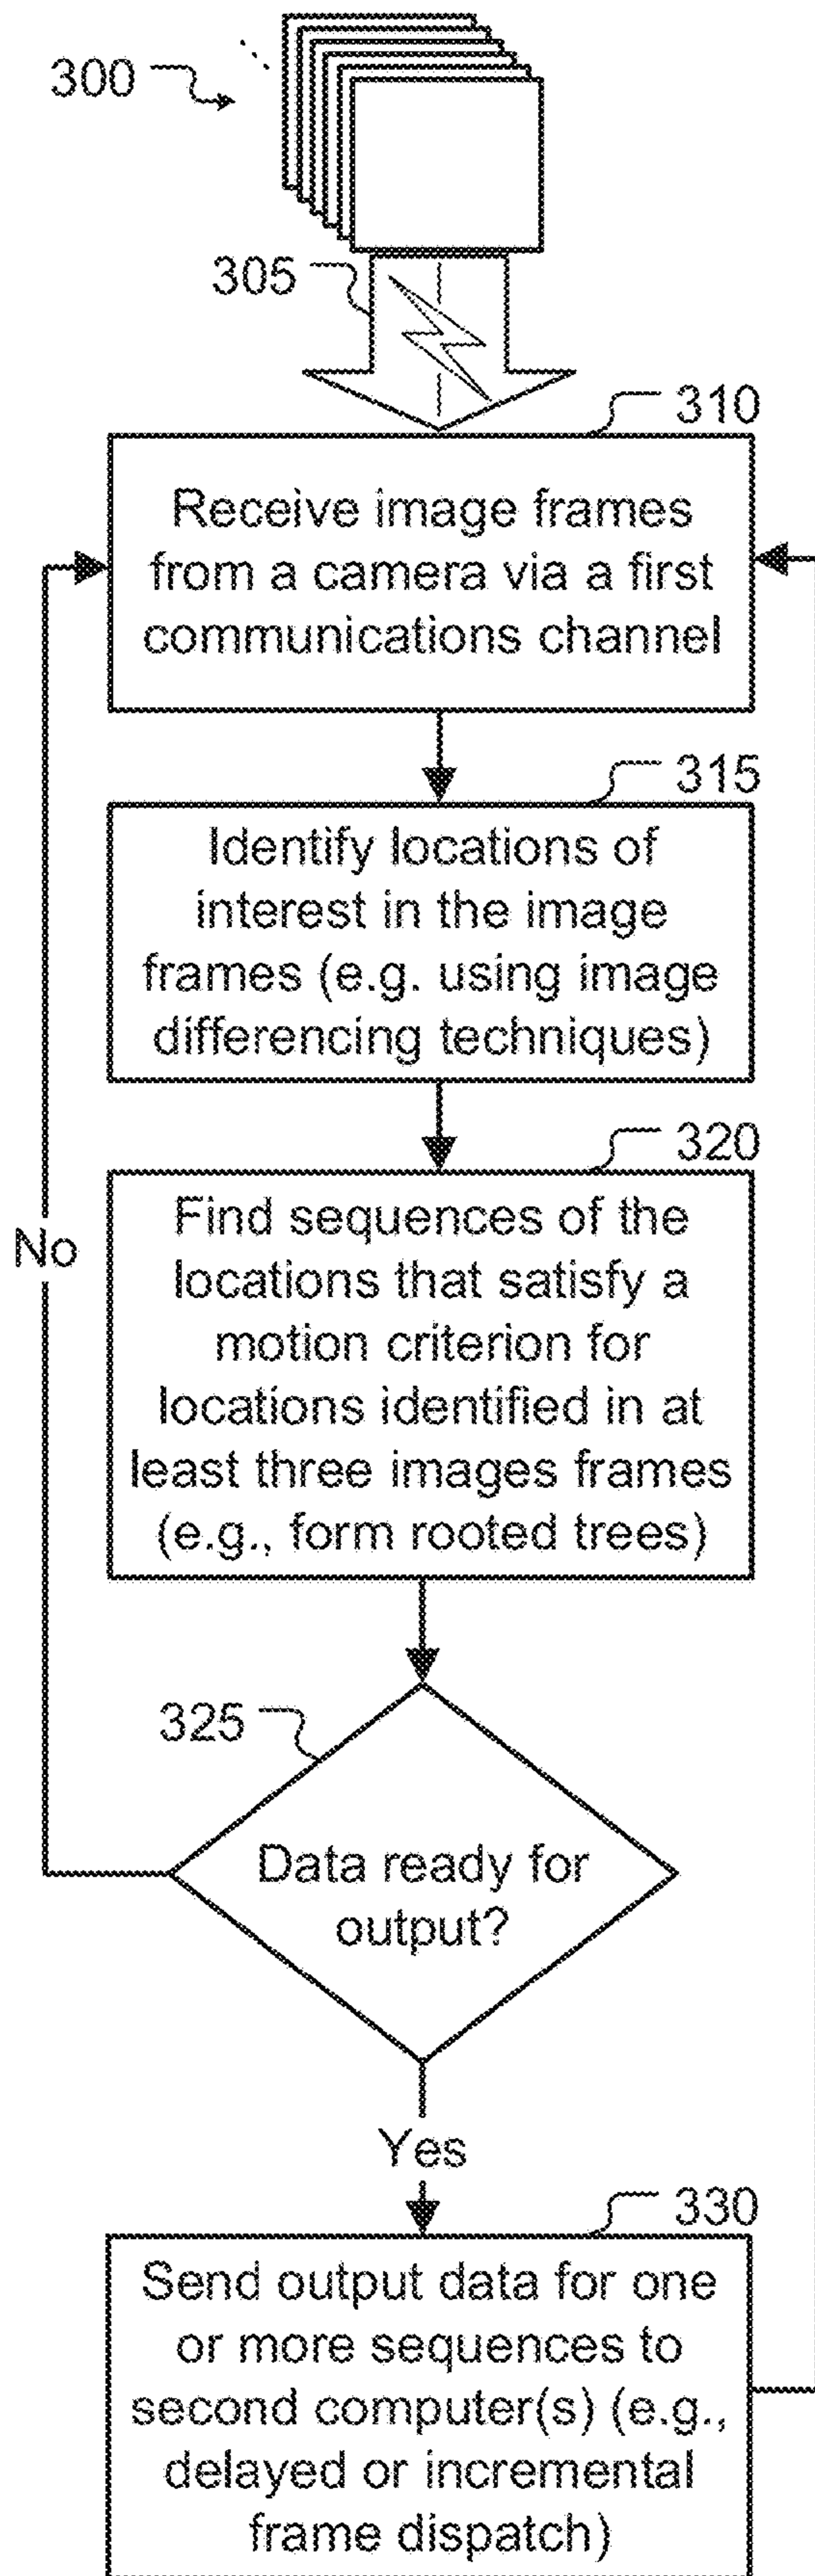 300
305
310
Receive image frames
from a camera via a first
communications channel
315
Identify locations of
interest in the image
frames (e.g. using image
differencing techniques)
320
Find sequences of the
locations that satisfy a
motion criterion for
locations identified in at
least three images frames
(e.g., form rooted trees)
No
325
Data ready for
output?
Yes
330
Send output data for one
or more sequences to
second computer(s) (e.g.,
delayed or incremental
frame dispatch)